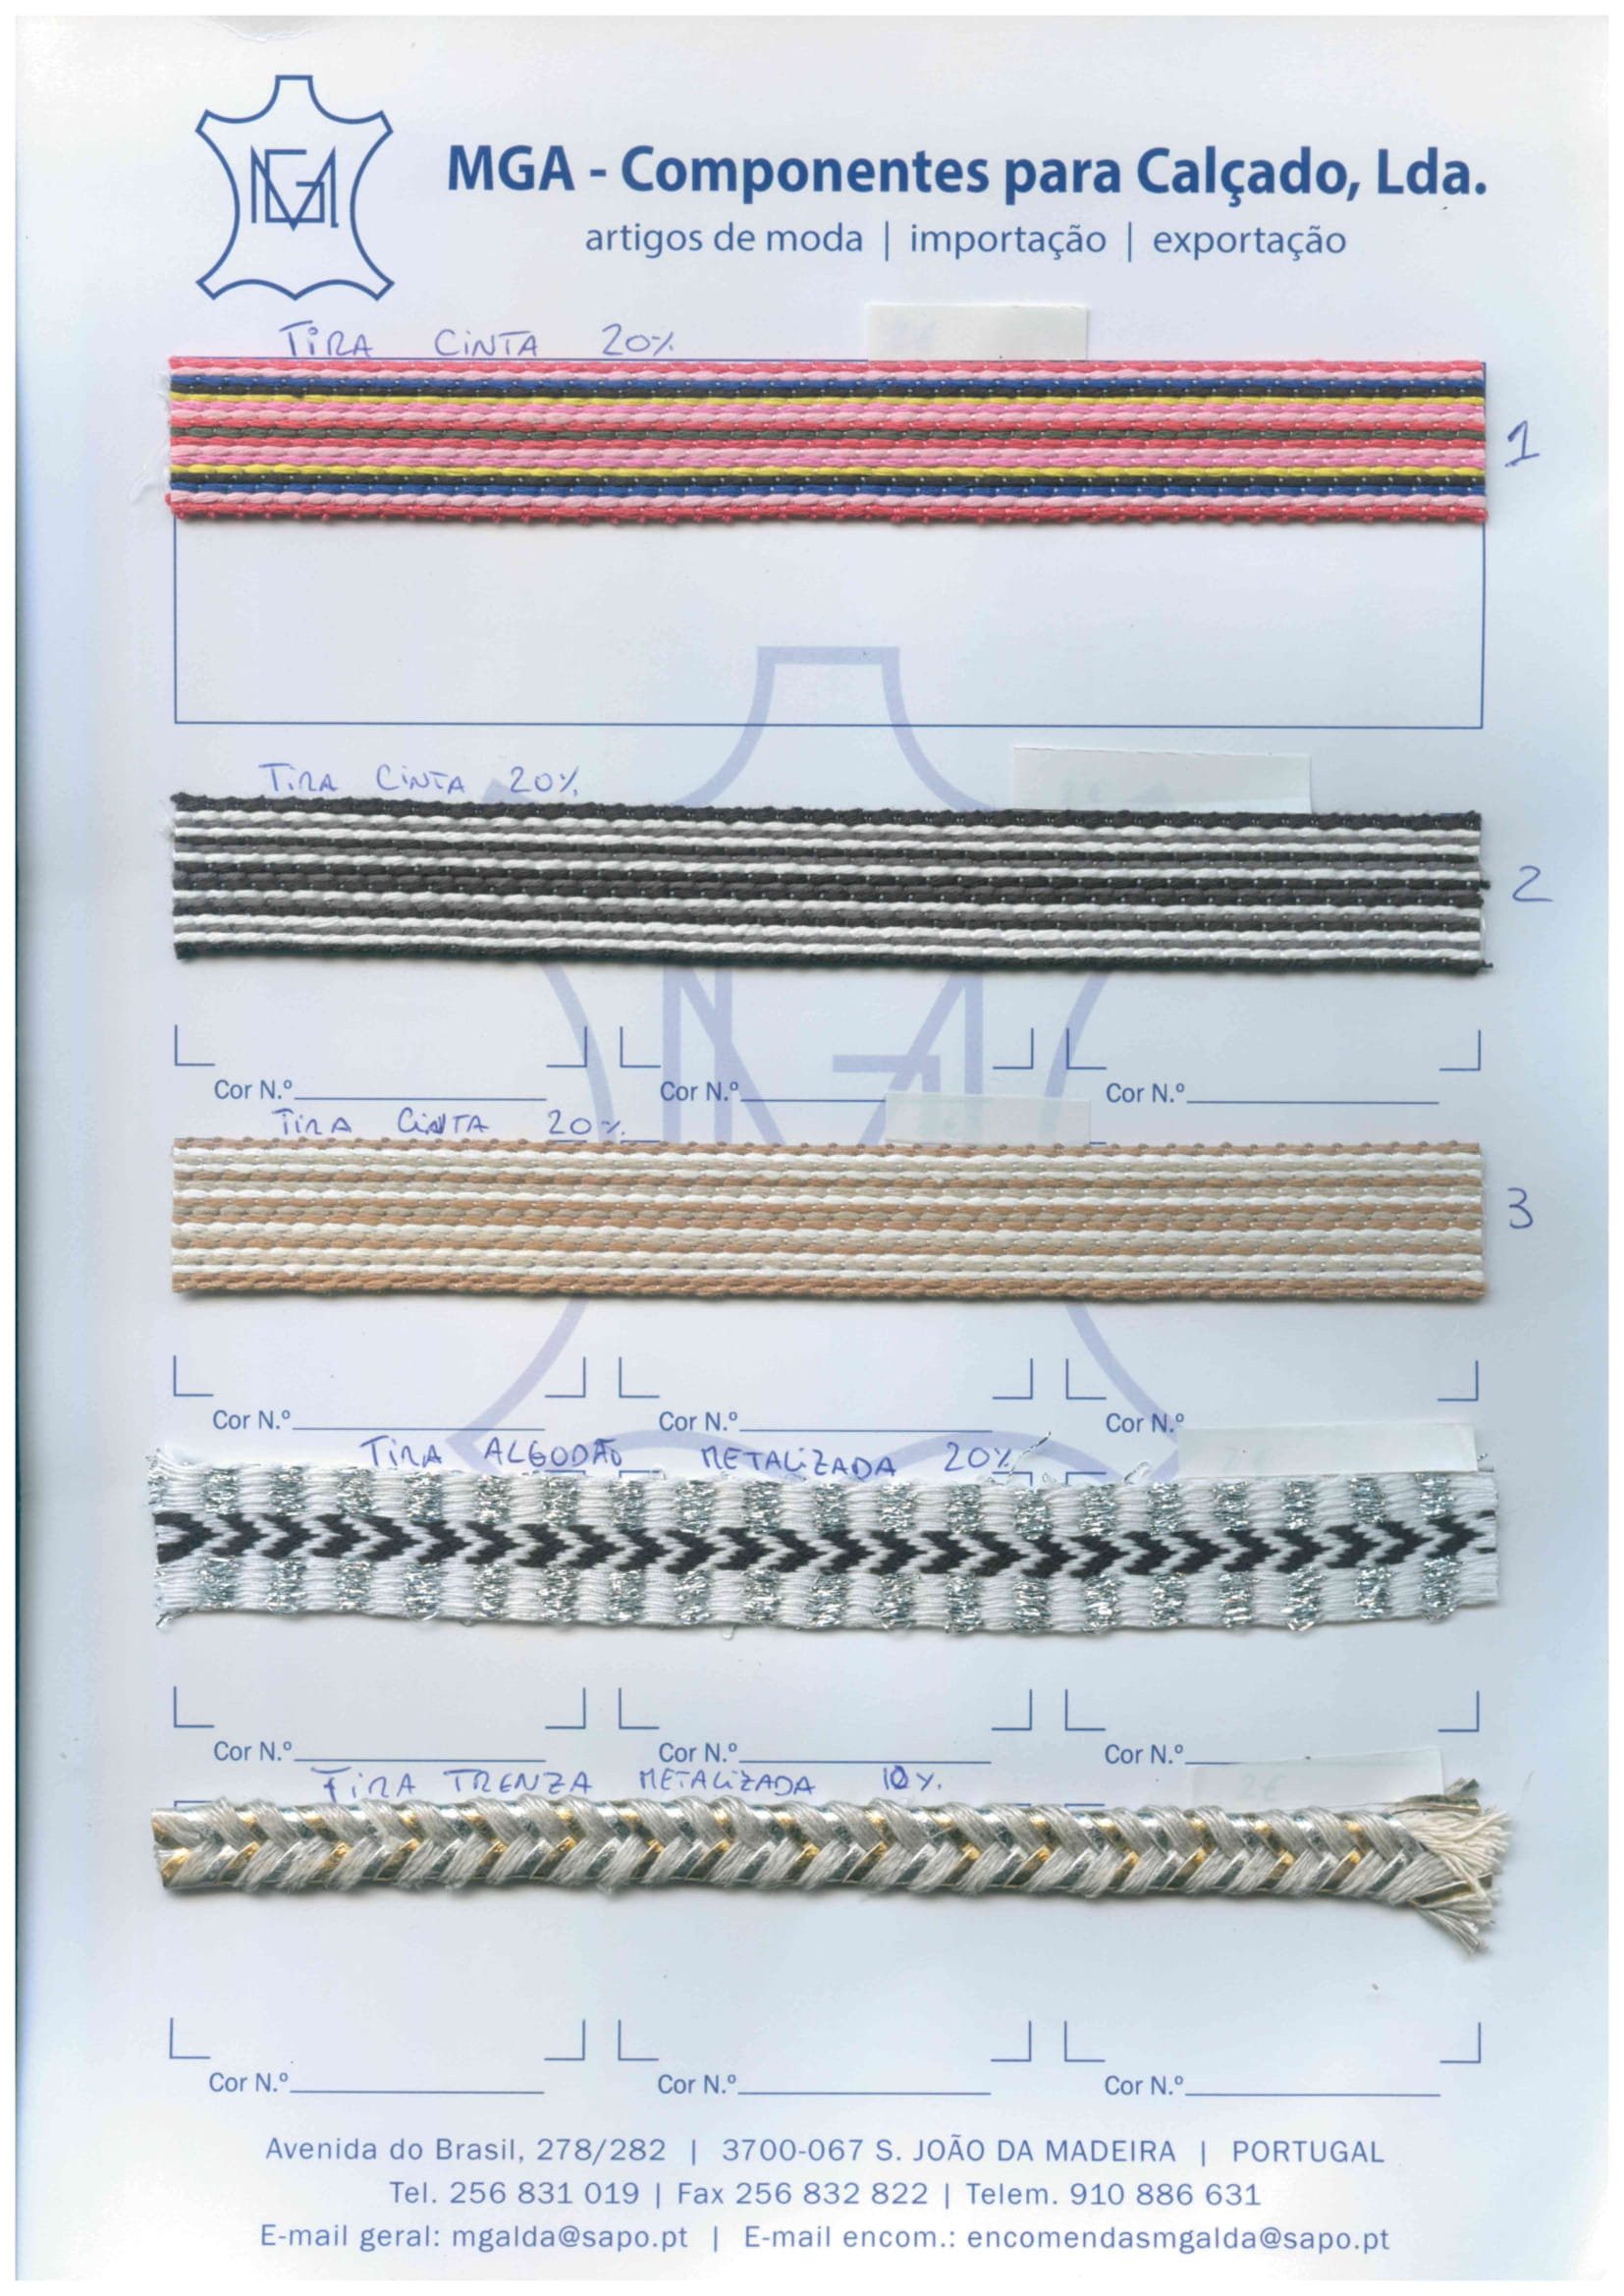 MGA
MGA - Componentes para Calçado, Lda.
artigos de moda | importação | exportação
TiRA CiNTA 20%
1
TiRA CiNTA 20%
2
Cor N.º Cor N.º Cor N.º
TiRA CiNTA 20%
3
Cor N.º Cor N.º Cor N.º
TiRA ALGODÃO METALiZADA 20%
Cor N.º Cor N.º Cor N.º
TiRA TRENZA METALiZADA 10%
2€
Cor N.º Cor N.º Cor N.º
Avenida do Brasil, 278/282 | 3700-067 S. JOÃO DA MADEIRA | PORTUGAL
Tel. 256 831 019 | Fax 256 832 822 | Telem. 910 886 631
E-mail geral: mgalda@sapo.pt | E-mail encom.: encomendasmgalda@sapo.pt